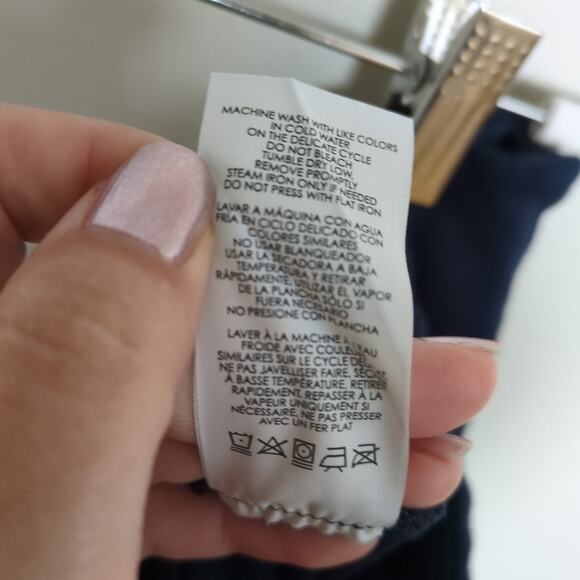 MACHINE WASH WITH LIKE COLORS
IN COLD WATER
ON THE DELICATE CYCLE
DO NOT BLEACH
TUMBLE DRY LOW.
REMOVE PROMPTLY
STEAM IRON ONLY IF NEEDED
DO NOT PRESS WITH FLAT IRON
LAVAR A MÁQUINA CON AGUA
FRÍA EN CICLO DELICADO CON
COLORES SIMILARES
NO USAR BLANQUEADOR
USAR LA SECADORA A BAJA
TEMPERATURA Y RETIRAR
RÁPIDAMENTE, UTILIZAR EL VAPOR
DE LA PLANCHA SÓLO SI
FUERA NECESARIO
NO PRESIONE CON PLANCHA
LAVER À LA MACHINE À L'EAU
FROIDE AVEC COULEURS
SIMILAIRES SUR LE CYCLE
NE PAS JAVELLISER FAIRE,
À BASSE TEMPÉRATURE, RETIRER
RAPIDEMENT, REPASSER À LA
VAPEUR UNIQUEMENT SI
NÉCESSAIRE, NE PAS PRESSER
AVEC UN FER PLAT